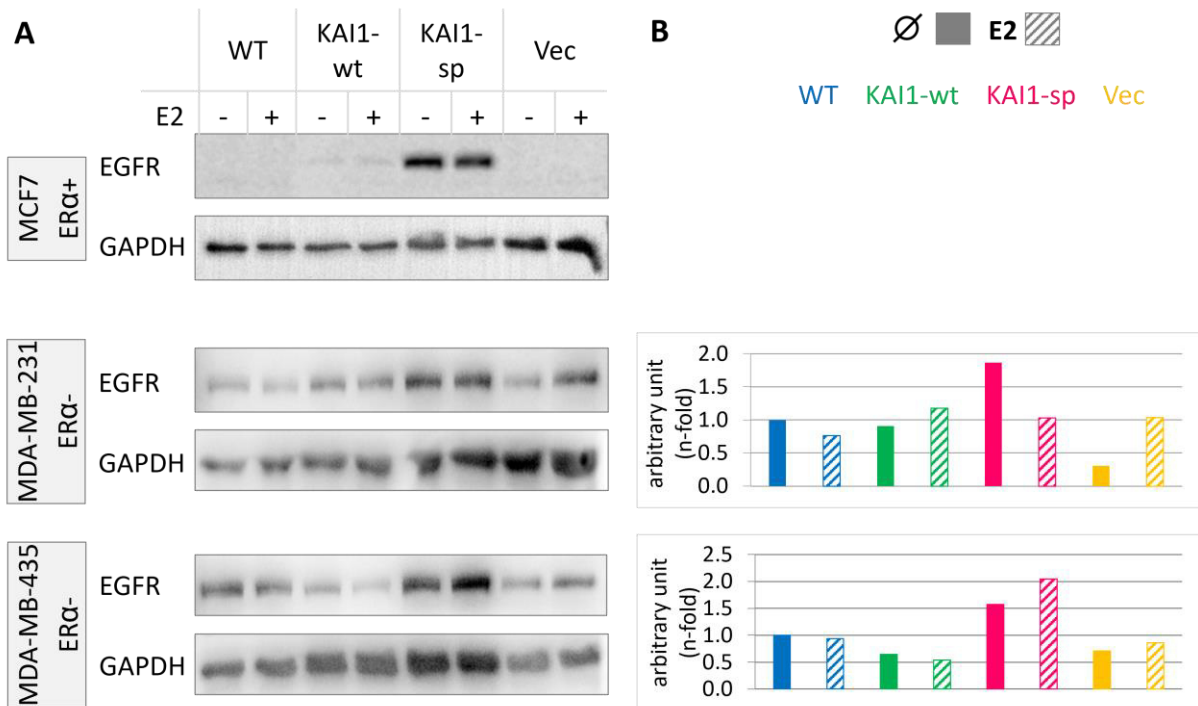 A
WT KAI1-wt KAI1-sp Vec
E2 - + - + - + - +
MCF7
ERα+
EGFR
GAPDH
MDA-MB-231
ERα-
EGFR
GAPDH
MDA-MB-435
ERα-
EGFR
GAPDH
B
Ø E2
WT KAI1-wt KAI1-sp Vec
arbitrary unit
(n-fold)
2.0
1.5
1.0
0.5
0.0
arbitrary unit
(n-fold)
2.5
2.0
1.5
1.0
0.5
0.0